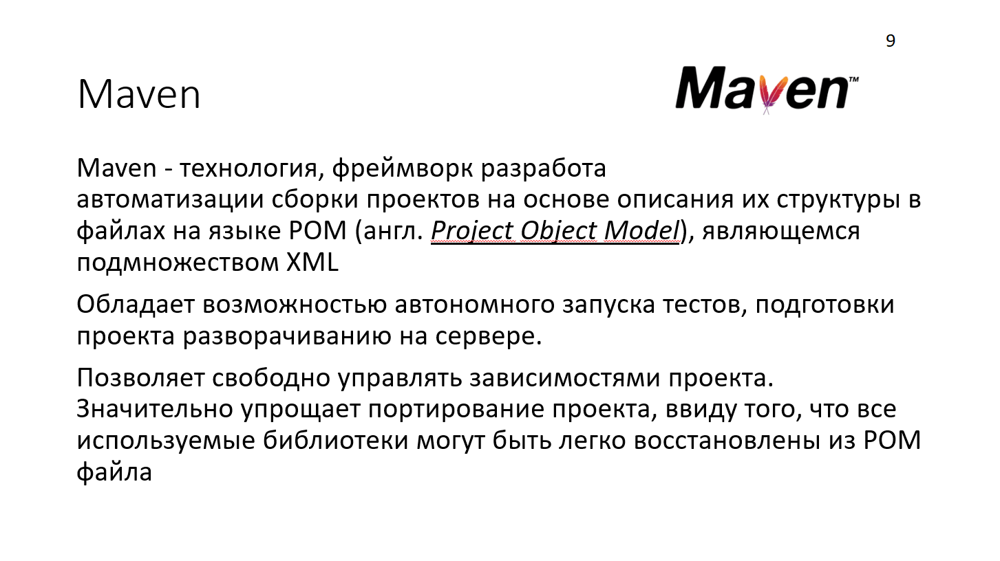 9
Maven
Maven™
Maven - технология, фреймворк разработа
автоматизации сборки проектов на основе описания их структуры в
файлах на языке POM (англ. Project Object Model), являющемся
подмножеством XML
Обладает возможностью автономного запуска тестов, подготовки
проекта разворачиванию на сервере.
Позволяет свободно управлять зависимостями проекта.
Значительно упрощает портирование проекта, ввиду того, что все
используемые библиотеки могут быть легко восстановлены из POM
файла